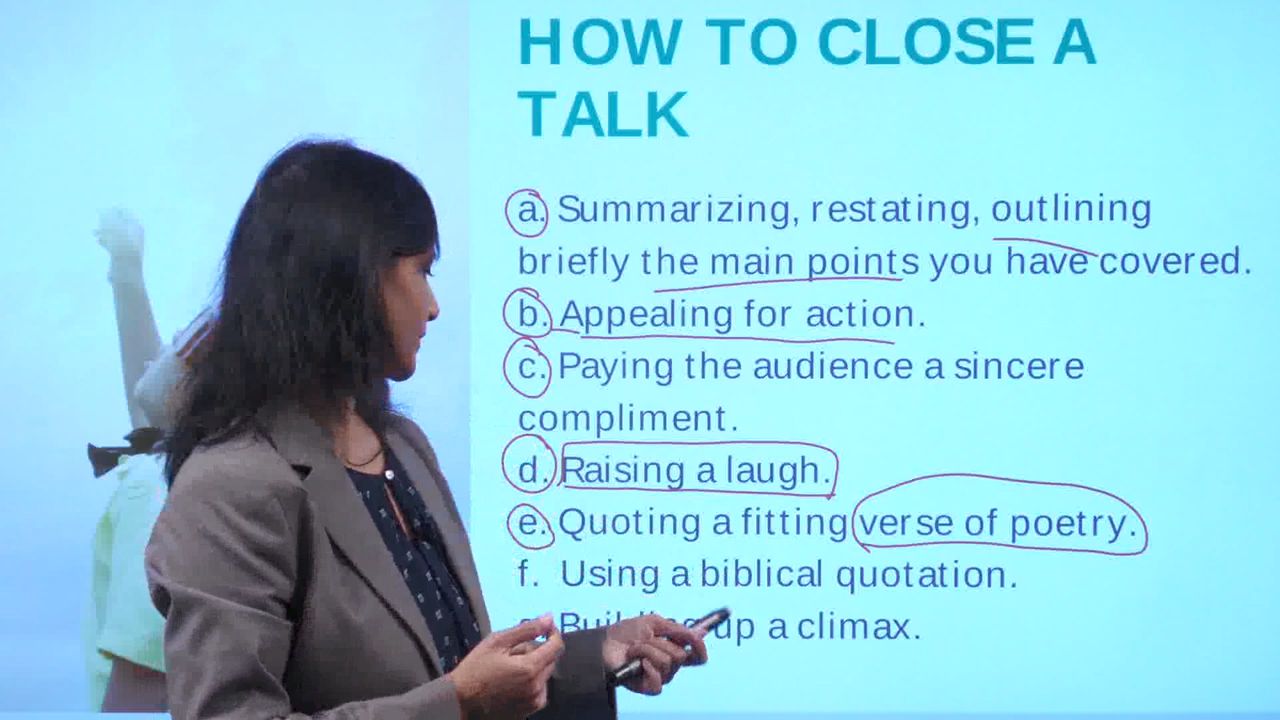 HOW TO CLOSE A
TALK
a. Summarizing, restating, outlining
briefly the main points you have covered.
b. Appealing for action.
c. Paying the audience a sincere
compliment.
d. Raising a laugh.
e. Quoting a fitting verse of poetry.
f. Using a biblical quotation.
up a climax.